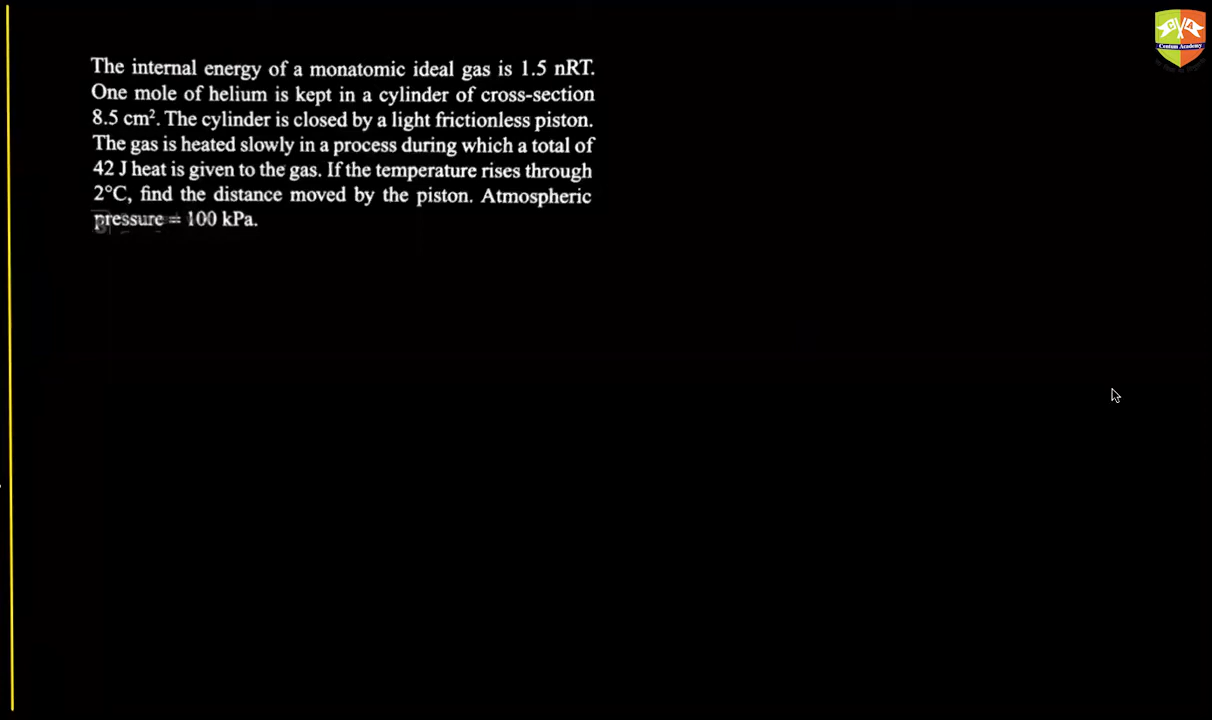 The internal energy of a monatomic ideal gas is 1.5 nRT.
One mole of helium is kept in a cylinder of cross-section
8.5 cm². The cylinder is closed by a light frictionless piston.
The gas is heated slowly in a process during which a total of
42 J heat is given to the gas. If the temperature rises through
2°C, find the distance moved by the piston. Atmospheric
pressure = 100 kPa.
Centum Academy